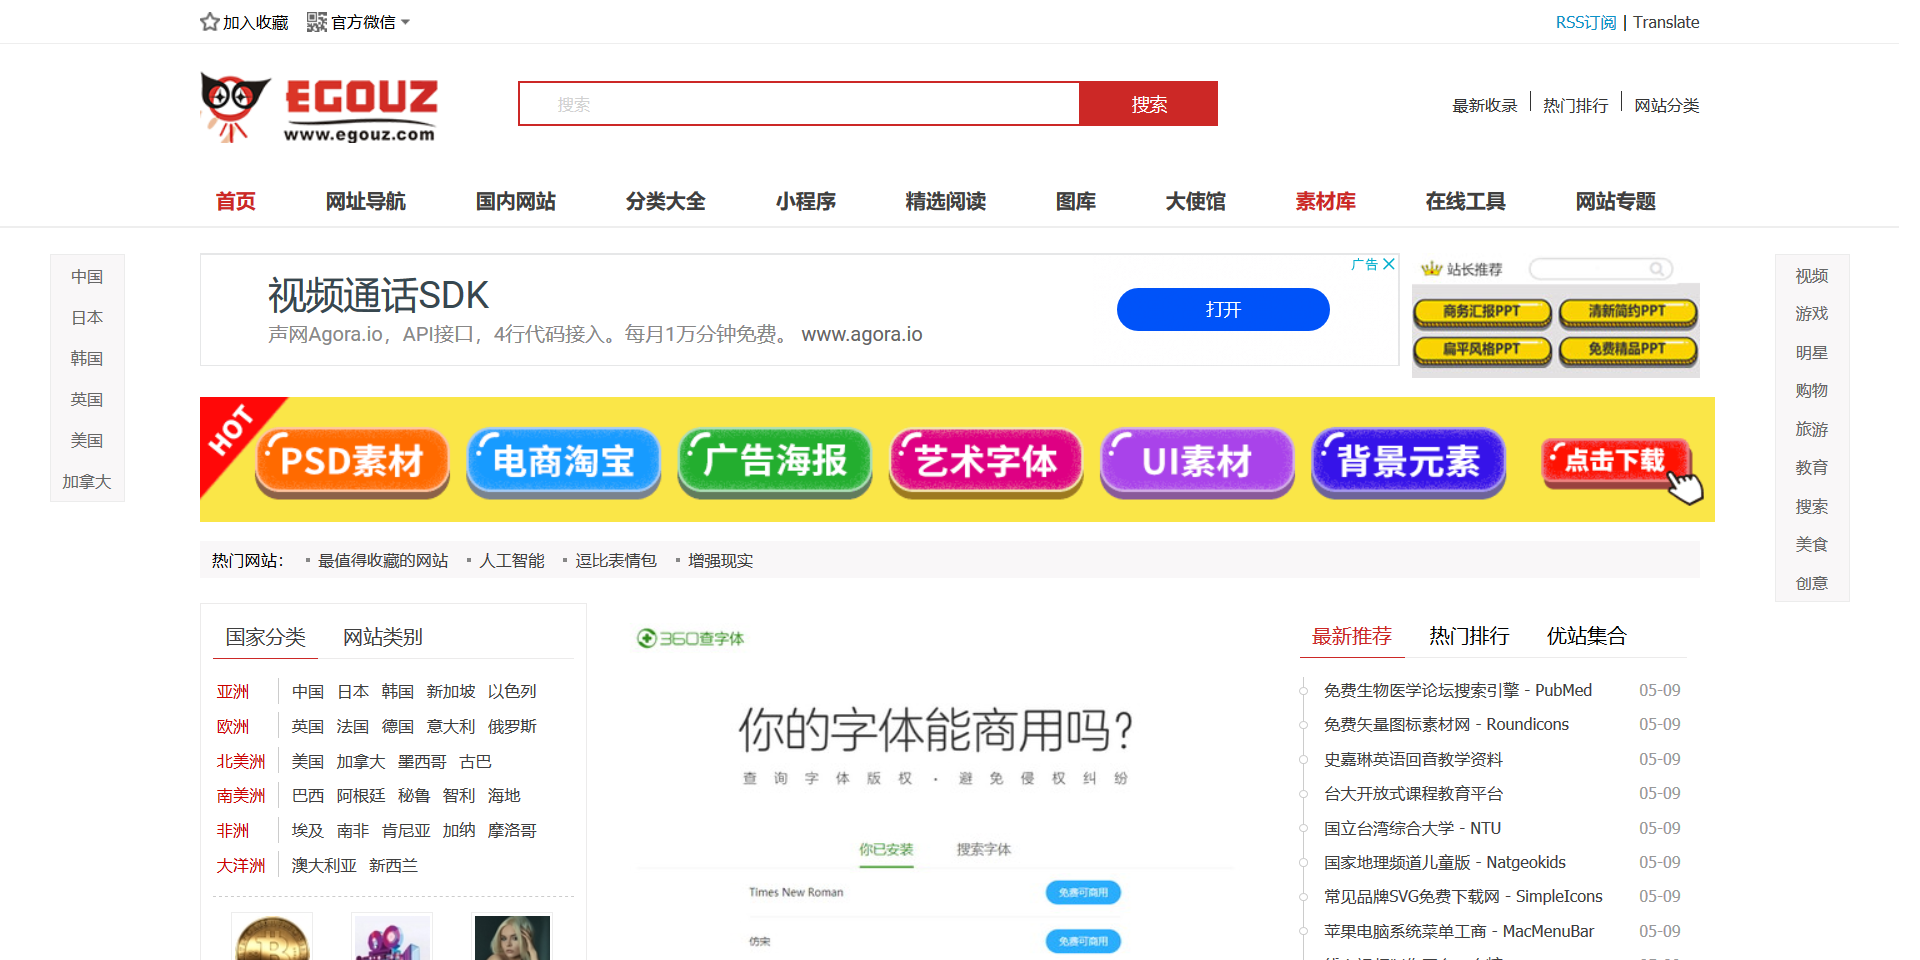 加入收藏 官方微信 RSS订阅 | Translate
EGOUZ
www.egouz.com
搜索 搜索
最新收录 热门排行 网站分类
首页 网址导航 国内网站 分类大全 小程序 精选阅读 图库 大使馆 素材库 在线工具 网站专题
中国
日本
韩国
英国
美国
加拿大
视频通话SDK
声网Agora.io，API接口，4行代码接入。每月1万分钟免费。 www.agora.io
打开
广告
站长推荐
商务汇报PPT 清新简约PPT
扁平风格PPT 免费精品PPT
视频
游戏
明星
购物
旅游
教育
搜索
美食
创意
HOT PSD素材 电商淘宝 广告海报 艺术字体 UI素材 背景元素 点击下载
热门网站： 最值得收藏的网站 人工智能 逗比表情包 增强现实
国家分类 网站类别
亚洲 中国 日本 韩国 新加坡 以色列
欧洲 英国 法国 德国 意大利 俄罗斯
北美洲 美国 加拿大 墨西哥 古巴
南美洲 巴西 阿根廷 秘鲁 智利 海地
非洲 埃及 南非 肯尼亚 加纳 摩洛哥
大洋洲 澳大利亚 新西兰
360查字体
你的字体能商用吗?
查询字体版权·避免侵权纠纷
你已安装 搜索字体
Times New Roman 免费可商用
仿宋 免费可商用
最新推荐 热门排行 优站集合
免费生物医学论坛搜索引擎 - PubMed 05-09
免费矢量图标素材网 - Roundicons 05-09
史嘉琳英语回音教学资料 05-09
台大开放式课程教育平台 05-09
国立台湾综合大学 - NTU 05-09
国家地理频道儿童版 - Natgeokids 05-09
常见品牌SVG免费下载网 - SimpleIcons 05-09
苹果电脑系统菜单工商 - MacMenuBar 05-09